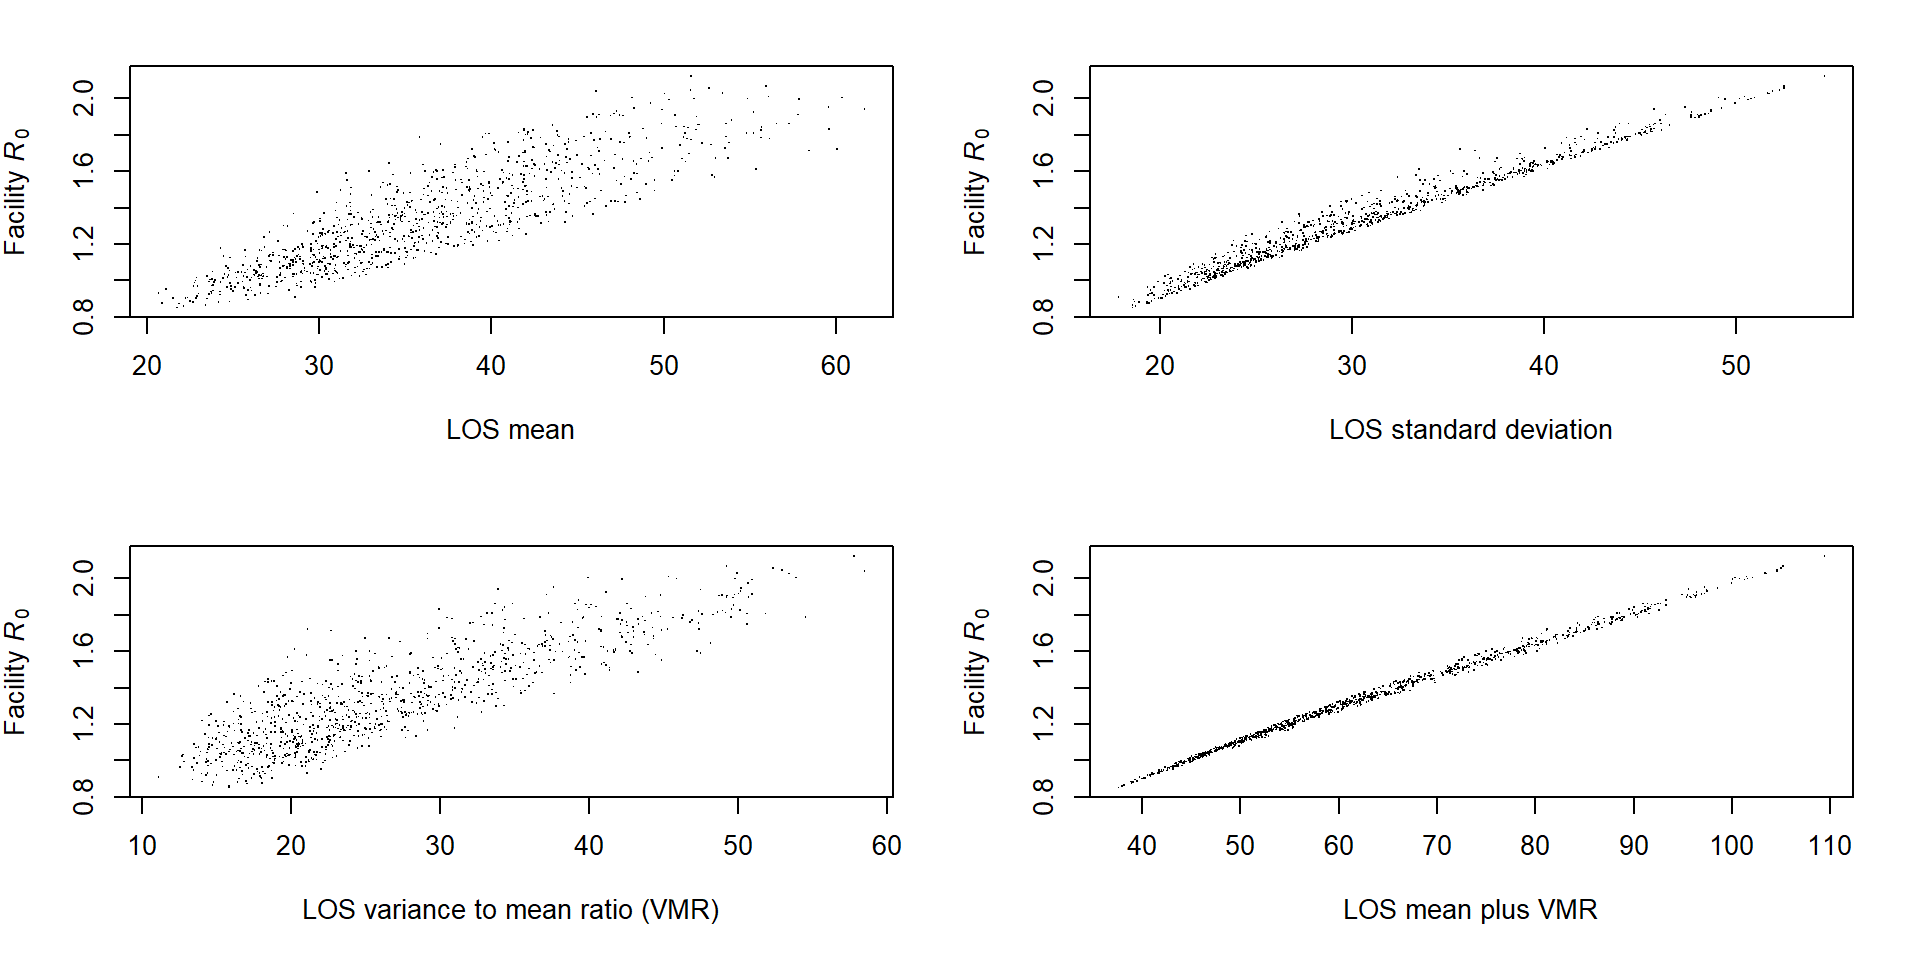 Facility R0
0.8 1.2 1.6 2.0
20 30 40 50 60
LOS mean
Facility R0
0.8 1.2 1.6 2.0
20 30 40 50
LOS standard deviation
Facility R0
0.8 1.2 1.6 2.0
10 20 30 40 50 60
LOS variance to mean ratio (VMR)
Facility R0
0.8 1.2 1.6 2.0
40 50 60 70 80 90 100 110
LOS mean plus VMR